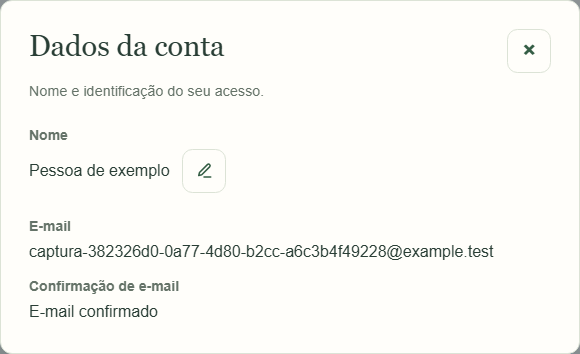 Dados da conta
Nome e identificação do seu acesso.
Nome
Pessoa de exemplo
E-mail
captura-382326d0-0a77-4d80-b2cc-a6c3b4f49228@example.test
Confirmação de e-mail
E-mail confirmado